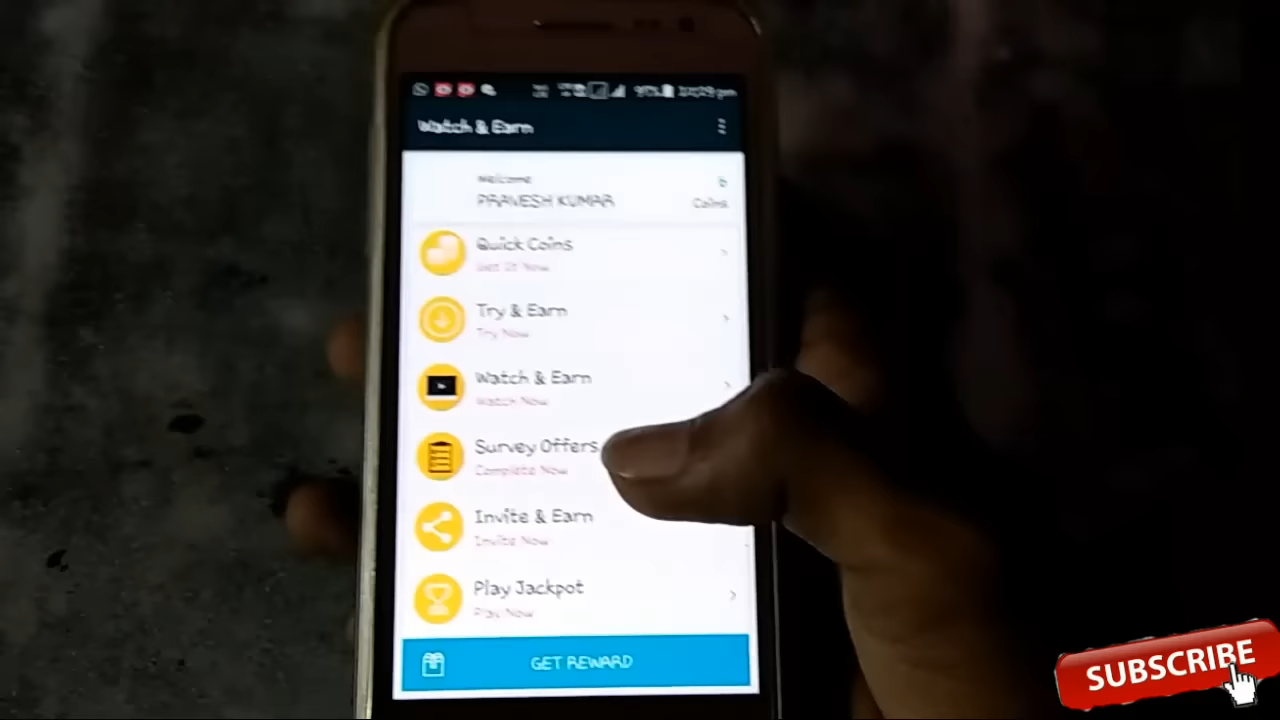 Watch & Earn
Welcome
PRAVESH KUMAR
Coins
Quick Coins
Get It Now
Try & Earn
Try Now
Watch & Earn
Watch Now
Survey Offers
Complete Now
Invite & Earn
Invite Now
Play Jackpot
Play Now
GET REWARD
SUBSCRIBE